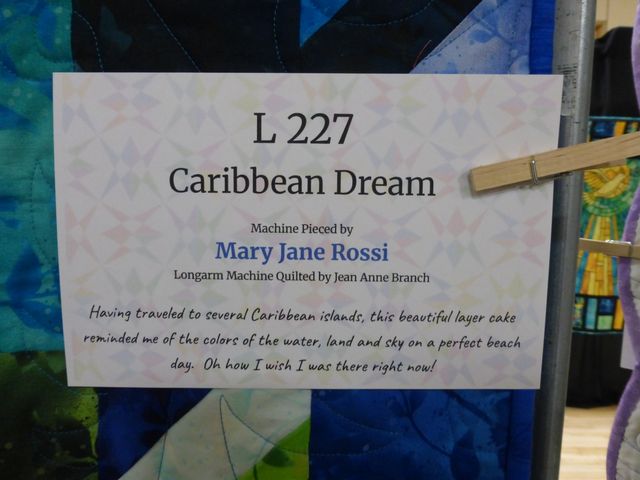 L 227
Caribbean Dream
Machine Pieced by
Mary Jane Rossi
Longarm Machine Quilted by Jean Anne Branch
Having traveled to several Caribbean islands, this beautiful layer cake
reminded me of the colors of the water, land and sky on a perfect beach
day. Oh how I wish I was there right now!